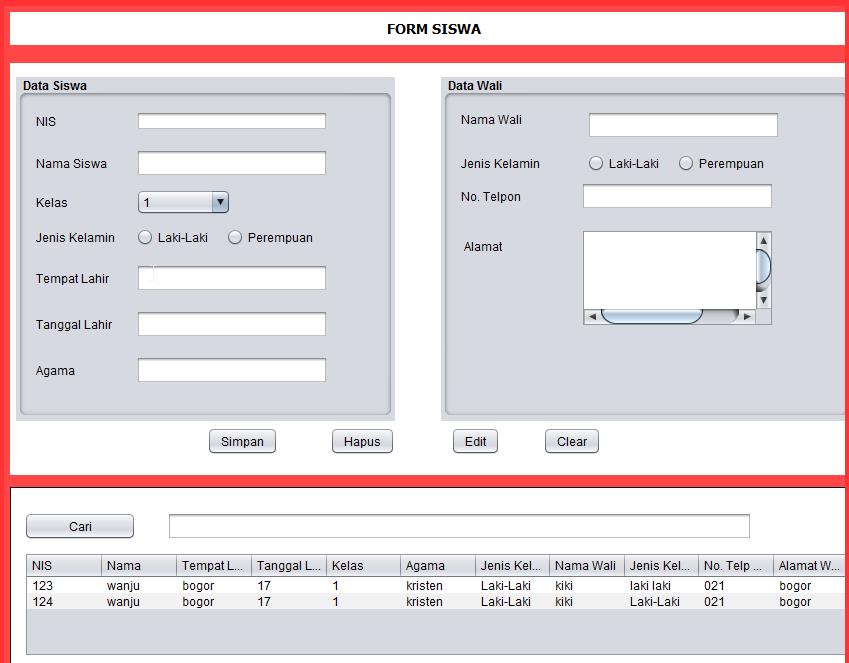 FORM SISWA
Data Siswa
NIS
Nama Siswa
Kelas
1
Jenis Kelamin
Laki-Laki
Perempuan
Tempat Lahir
Tanggal Lahir
Agama
Data Wali
Nama Wali
Jenis Kelamin
Laki-Laki
Perempuan
No. Telpon
Alamat
Simpan
Hapus
Edit
Clear
Cari
NIS Nama Tempat L... Tanggal L... Kelas Agama Jenis Kel... Nama Wali Jenis Kel... No. Telp ... Alamat W...
123 wanju bogor 17 1 kristen Laki-Laki kiki laki laki 021 bogor
124 wanju bogor 17 1 kristen Laki-Laki kiki Laki-Laki 021 bogor